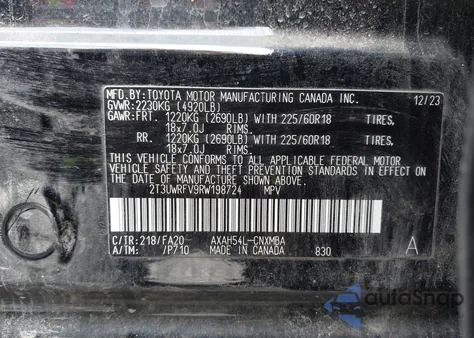 MFD.BY:TOYOTA MOTOR MANUFACTURING CANADA INC. 12/23
GVWR:2230KG (4920LB)
GAWR:FRT. 1220KG (2690LB) WITH 225/60R18 TIRES,
18x7.0J RIMS.
RR. 1220KG (2690LB) WITH 225/60R18 TIRES,
18x7.0J RIMS.
THIS VEHICLE CONFORMS TO ALL APPLICABLE FEDERAL MOTOR
VEHICLE SAFETY AND THEFT PREVENTION STANDARDS IN EFFECT
ON THE DATE OF MANUFACTURE SHOWN ABOVE.
2T3UWRFV9RW198724 MPV
C/TR:218/FA20 AXAH54L-CNXMBA
A/TM: /P710 MADE IN CANADA 830 A
autoSnap